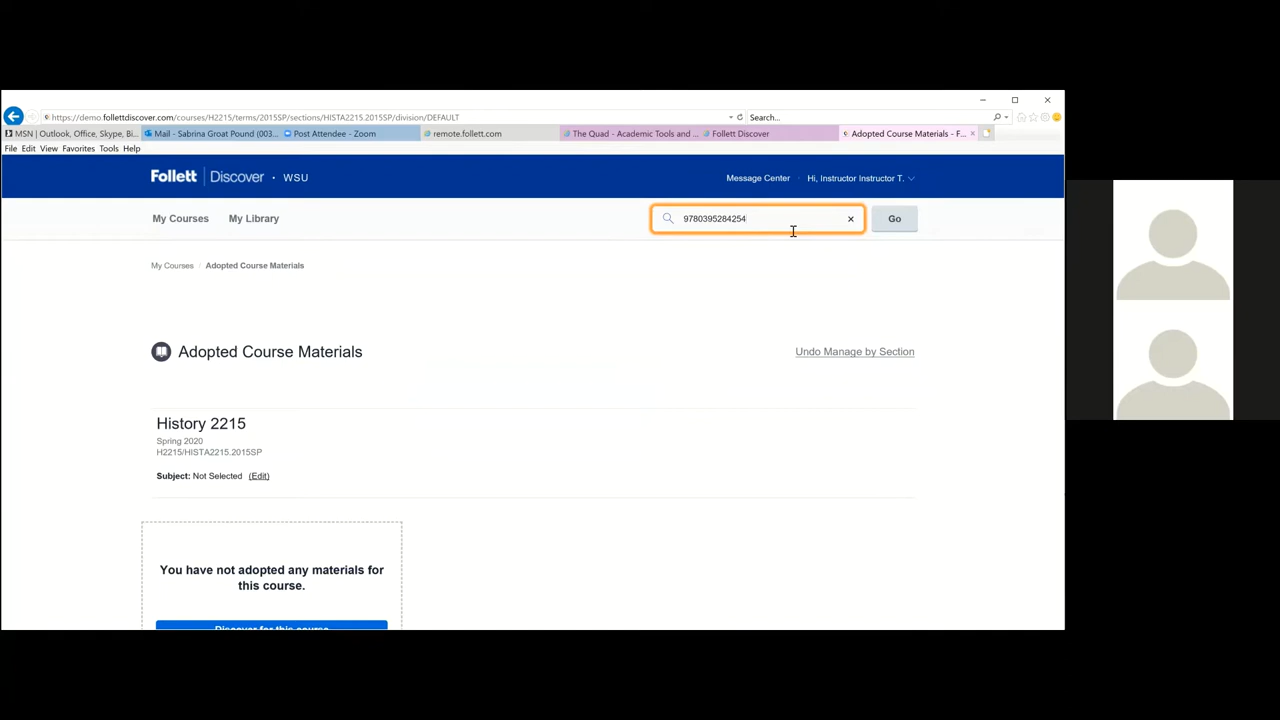 https://demo.follettdiscover.com/courses/H2215/terms/2015SP/sections/HISTA2215.2015SP/division/DEFAULT
Search...
MSN | Outlook, Office, Skype, Bi...
Mail - Sabrina Groat Pound (003...
Post Attendee - Zoom
remote.follett.com
The Quad - Academic Tools and ...
Follett Discover
Adopted Course Materials - F...
File Edit View Favorites Tools Help
Follett | Discover · WSU
Message Center
Hi, Instructor Instructor T.
My Courses
My Library
9780395284254
Go
My Courses / Adopted Course Materials
Adopted Course Materials
Undo Manage by Section
History 2215
Spring 2020
H2215/HISTA2215.2015SP
Subject: Not Selected (Edit)
You have not adopted any materials for
this course.
Discover for this course